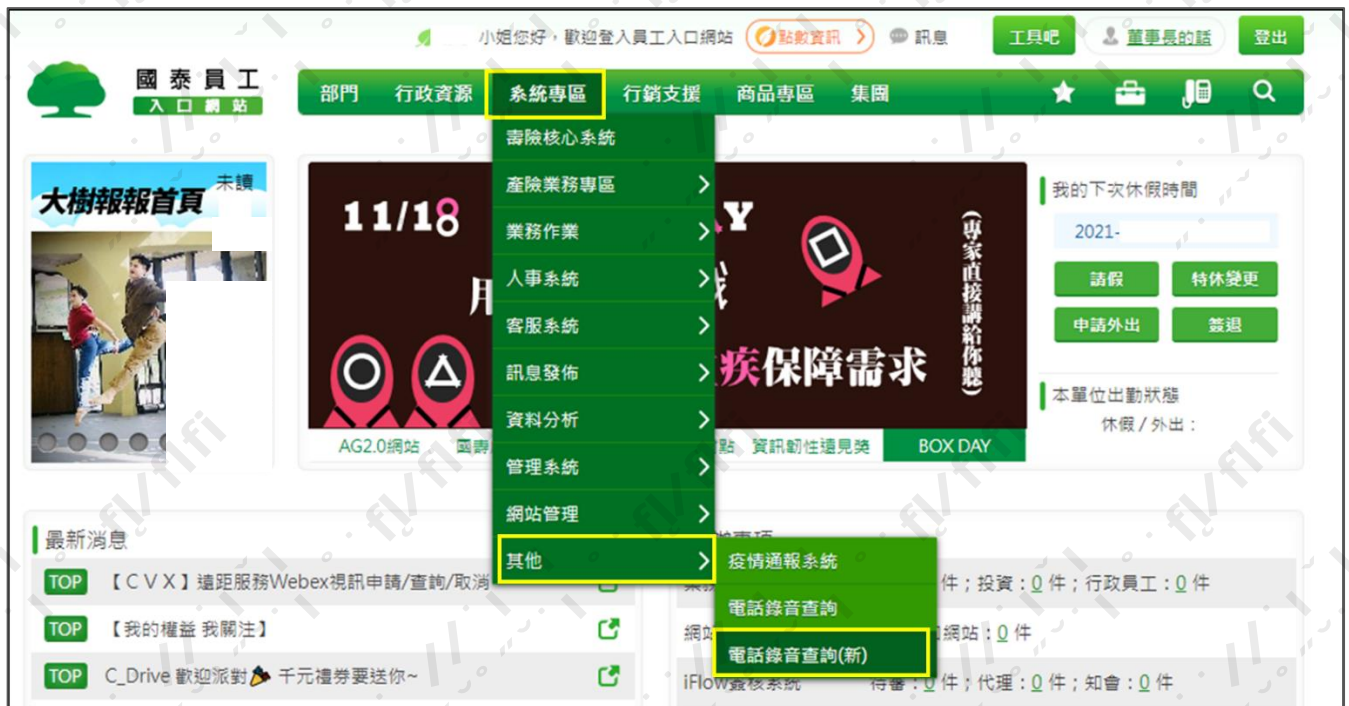 小姐您好，歡迎登入員工入口網站 點數資訊 訊息 工具吧 董事長的話 登出
國泰員工
入口網站
部門 行政資源 系統專區 行銷支援 商品專區 集團
壽險核心系統
產險業務專區
業務作業
人事系統
客服系統
訊息發佈
資料分析
管理系統
網站管理
其他
疫情通報系統
電話錄音查詢
電話錄音查詢(新)
大樹報報首頁 未讀
11/18
疾保障需求
(專家直接講給你聽)
AG2.0網站 國壽 資訊韌性遠見獎 BOX DAY
我的下次休假時間
2021-
請假 特休變更
申請外出 簽退
本單位出勤狀態
休假 / 外出：
最新消息
TOP 【ＣＶＸ】遠距服務Webex視訊申請/查詢/取消
TOP 【我的權益 我關注】
TOP C_Drive 歡迎派對 千元禮券要送你~
件；投資：0 件；行政員工：0 件
網站：0 件
iFlow簽核系統 待審：0 件；代理：0 件；知會：0 件